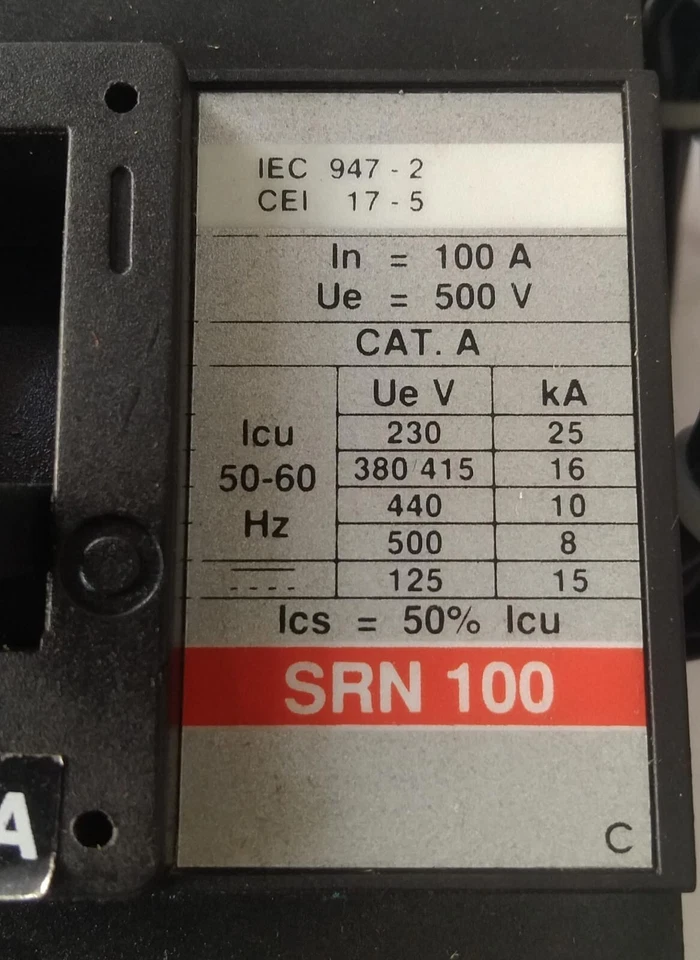 IEC 947 - 2
CEI 17 - 5
In = 100 A
Ue = 500 V
CAT. A
Ue V kA
Icu 50-60 Hz
230 25
380/415 16
440 10
500 8
125 15
Ics = 50% Icu
SRN 100
A
C